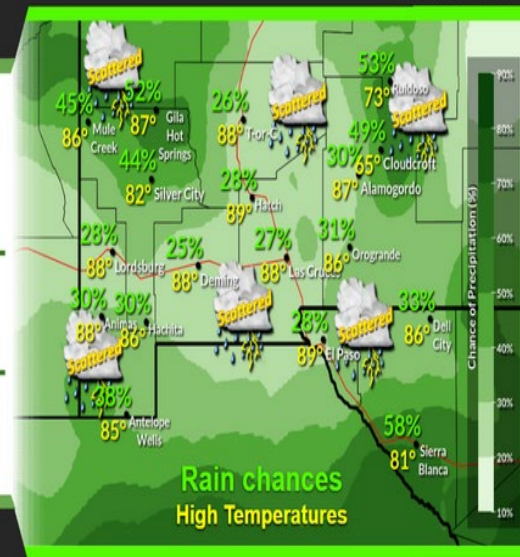 Scattered
53%
73° Ruidoso
Scattered
45%
52%
86° Mule
Creek
87° Gila
Hot
Springs
26%
88° T-or-C
Scattered
49%
65° Cloudcroft
30%
87° Alamogordo
44%
82° Silver City
28%
89° Hatch
28%
88° Lordsburg
25%
88° Deming
27%
88° Las Cruces
31%
86° Orogrande
30%
88° Animas
30%
86° Hachita
Scattered
Scattered
Scattered
28%
89° El Paso
33%
86° Dell
City
38%
85° Antelope
Wells
58%
81° Sierra
Blanca
Rain chances
High Temperatures
Chance of Precipitation (%)
90%
80%
70%
60%
50%
40%
30%
20%
10%